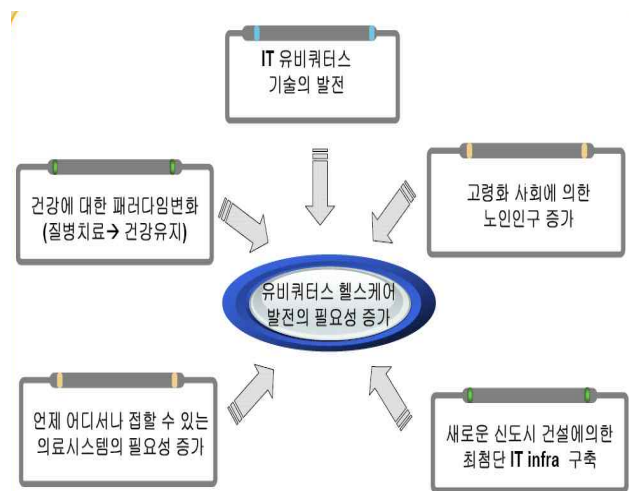 IT 유비쿼터스
기술의 발전
건강에 대한 패러다임변화
(질병치료→ 건강유지)
고령화 사회에 의한
노인인구 증가
유비쿼터스 헬스케어
발전의 필요성 증가
언제 어디서나 접할 수 있는
의료시스템의 필요성 증가
새로운 신도시 건설에의한
최첨단 IT infra 구축